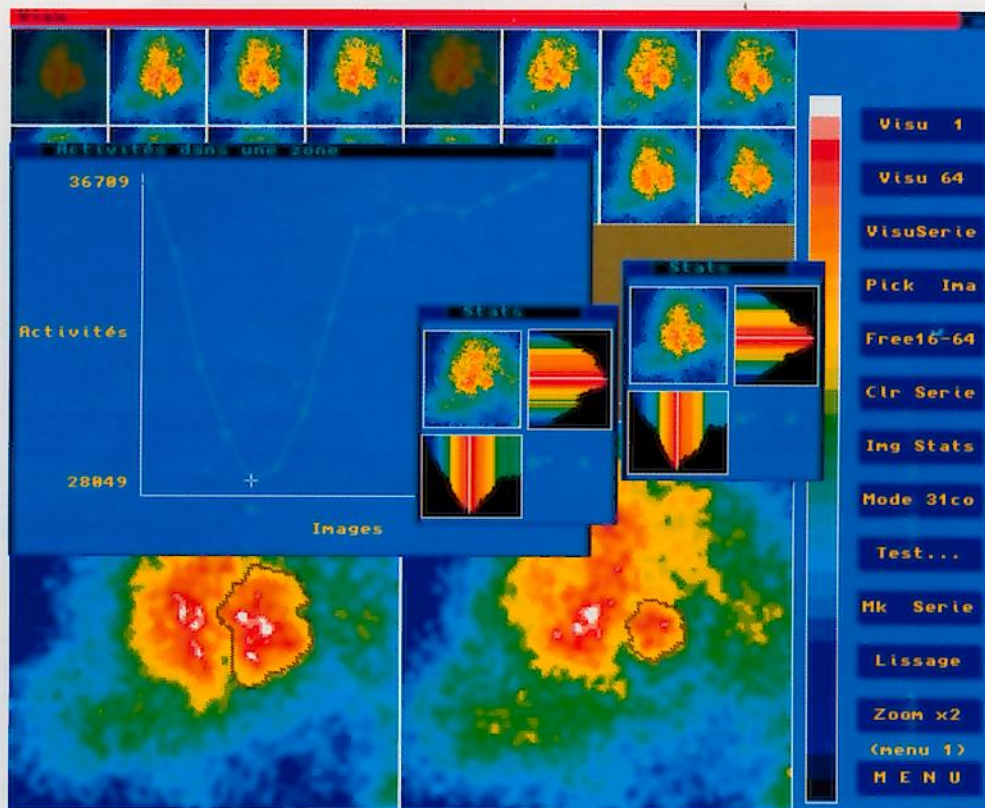 Visu
Activités dans une zone
36709
Activités
28049
Images
Stats
Stats
Visu 1
Visu 64
VisuSerie
Pick Ima
Free16-64
Clr Serie
Img Stats
Mode 31co
Test...
Mk Serie
Lissage
Zoom x2
(menu 1)
M E N U